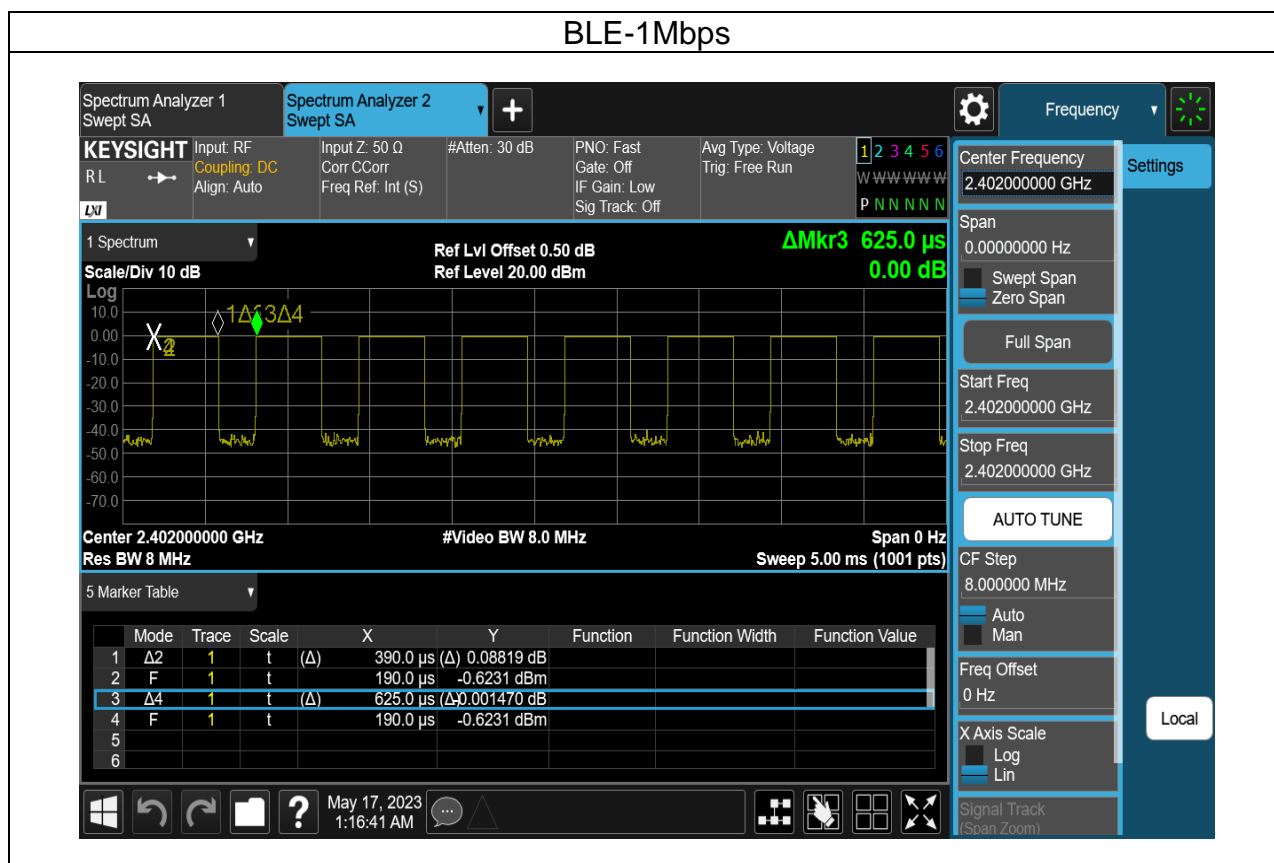 BLE-1Mbps
Spectrum Analyzer 1
Swept SA
Spectrum Analyzer 2
Swept SA
Frequency
KEYSIGHT
R L
LXI
Input: RF
Coupling: DC
Align: Auto
Input Z: 50 Ω
Corr CCorr
Freq Ref: Int (S)
#Atten: 30 dB
PNO: Fast
Gate: Off
IF Gain: Low
Sig Track: Off
Avg Type: Voltage
Trig: Free Run
1 2 3 4 5 6
W W W W W W
P N N N N N
1 Spectrum
Scale/Div 10 dB
Ref Lvl Offset 0.50 dB
Ref Level 20.00 dBm
ΔMkr3 625.0 µs
0.00 dB
Log
10.0
0.00
-10.0
-20.0
-30.0
-40.0
-50.0
-60.0
-70.0
3Δ4
Center 2.402000000 GHz
#Video BW 8.0 MHz
Span 0 Hz
Res BW 8 MHz
Sweep 5.00 ms (1001 pts)
5 Marker Table
Mode Trace Scale X Y Function Function Width Function Value
1 Δ2 1 t (Δ) 390.0 µs (Δ) 0.08819 dB
2 F 1 t 190.0 µs -0.6231 dBm
3 Δ4 1 t (Δ) 625.0 µs (Δ) 0.001470 dB
4 F 1 t 190.0 µs -0.6231 dBm
5
6
May 17, 2023
1:16:41 AM
Center Frequency
2.402000000 GHz
Span
0.00000000 Hz
Swept Span
Zero Span
Full Span
Start Freq
2.402000000 GHz
Stop Freq
2.402000000 GHz
AUTO TUNE
CF Step
8.000000 MHz
Auto
Man
Freq Offset
0 Hz
X Axis Scale
Log
Lin
Signal Track
(Span Zoom)
Settings
Local